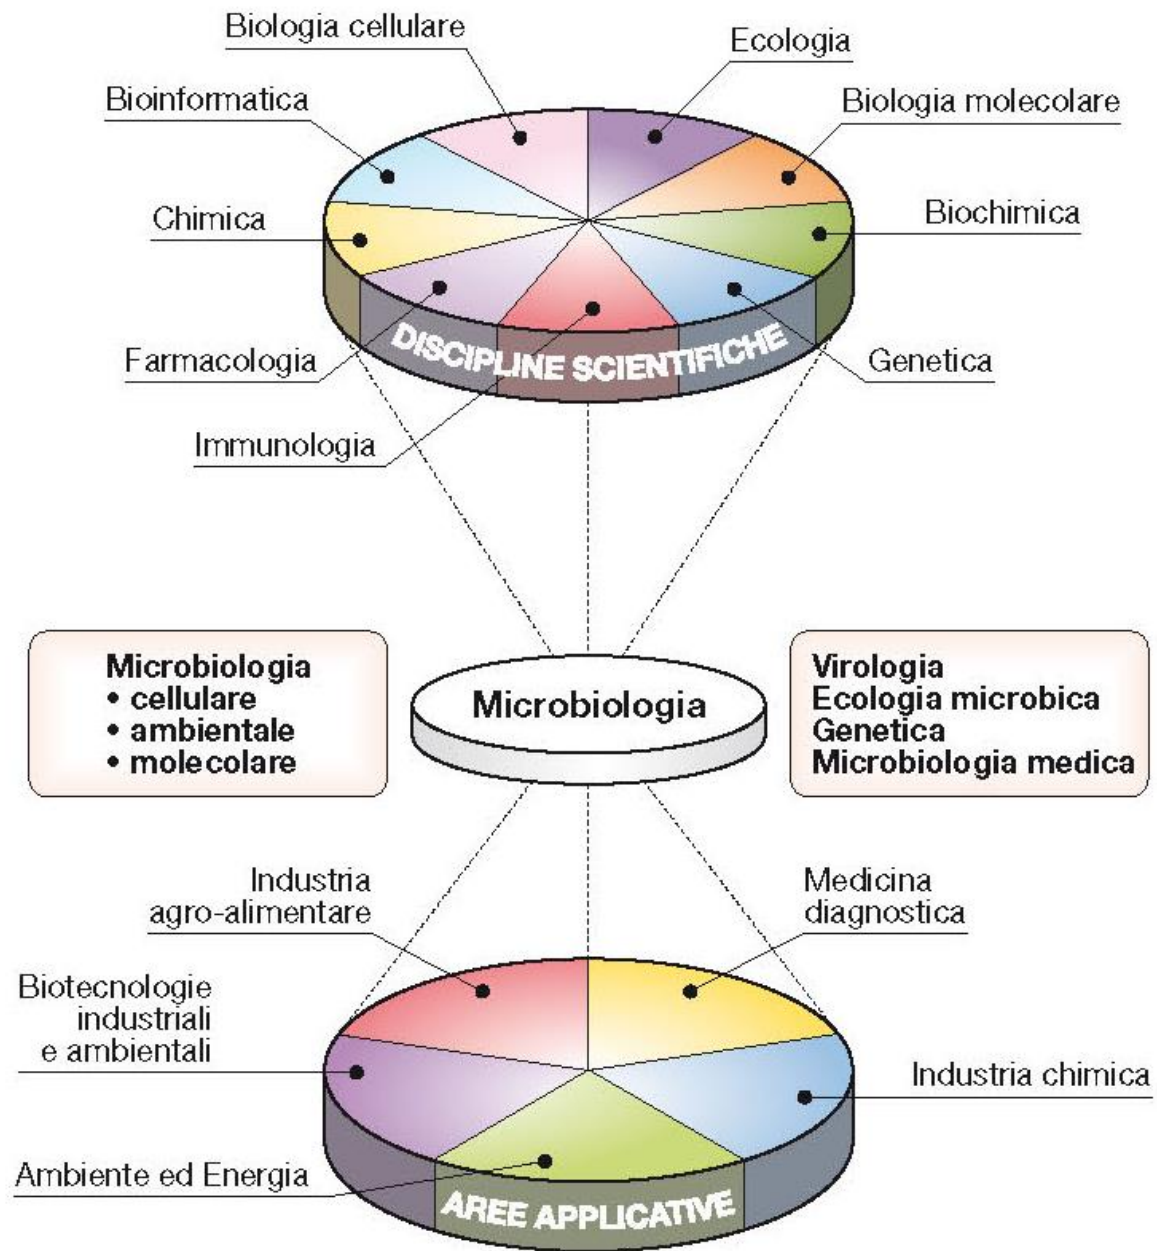 Biologia cellulare
Ecologia
Bioinformatica
Biologia molecolare
Chimica
Biochimica
DISCIPLINE SCIENTIFICHE
Farmacologia
Genetica
Immunologia
Microbiologia
• cellulare
• ambientale
• molecolare
Microbiologia
Virologia
Ecologia microbica
Genetica
Microbiologia medica
Industria
agro-alimentare
Medicina
diagnostica
Biotecnologie
industriali
e ambientali
Industria chimica
Ambiente ed Energia
AREE APPLICATIVE